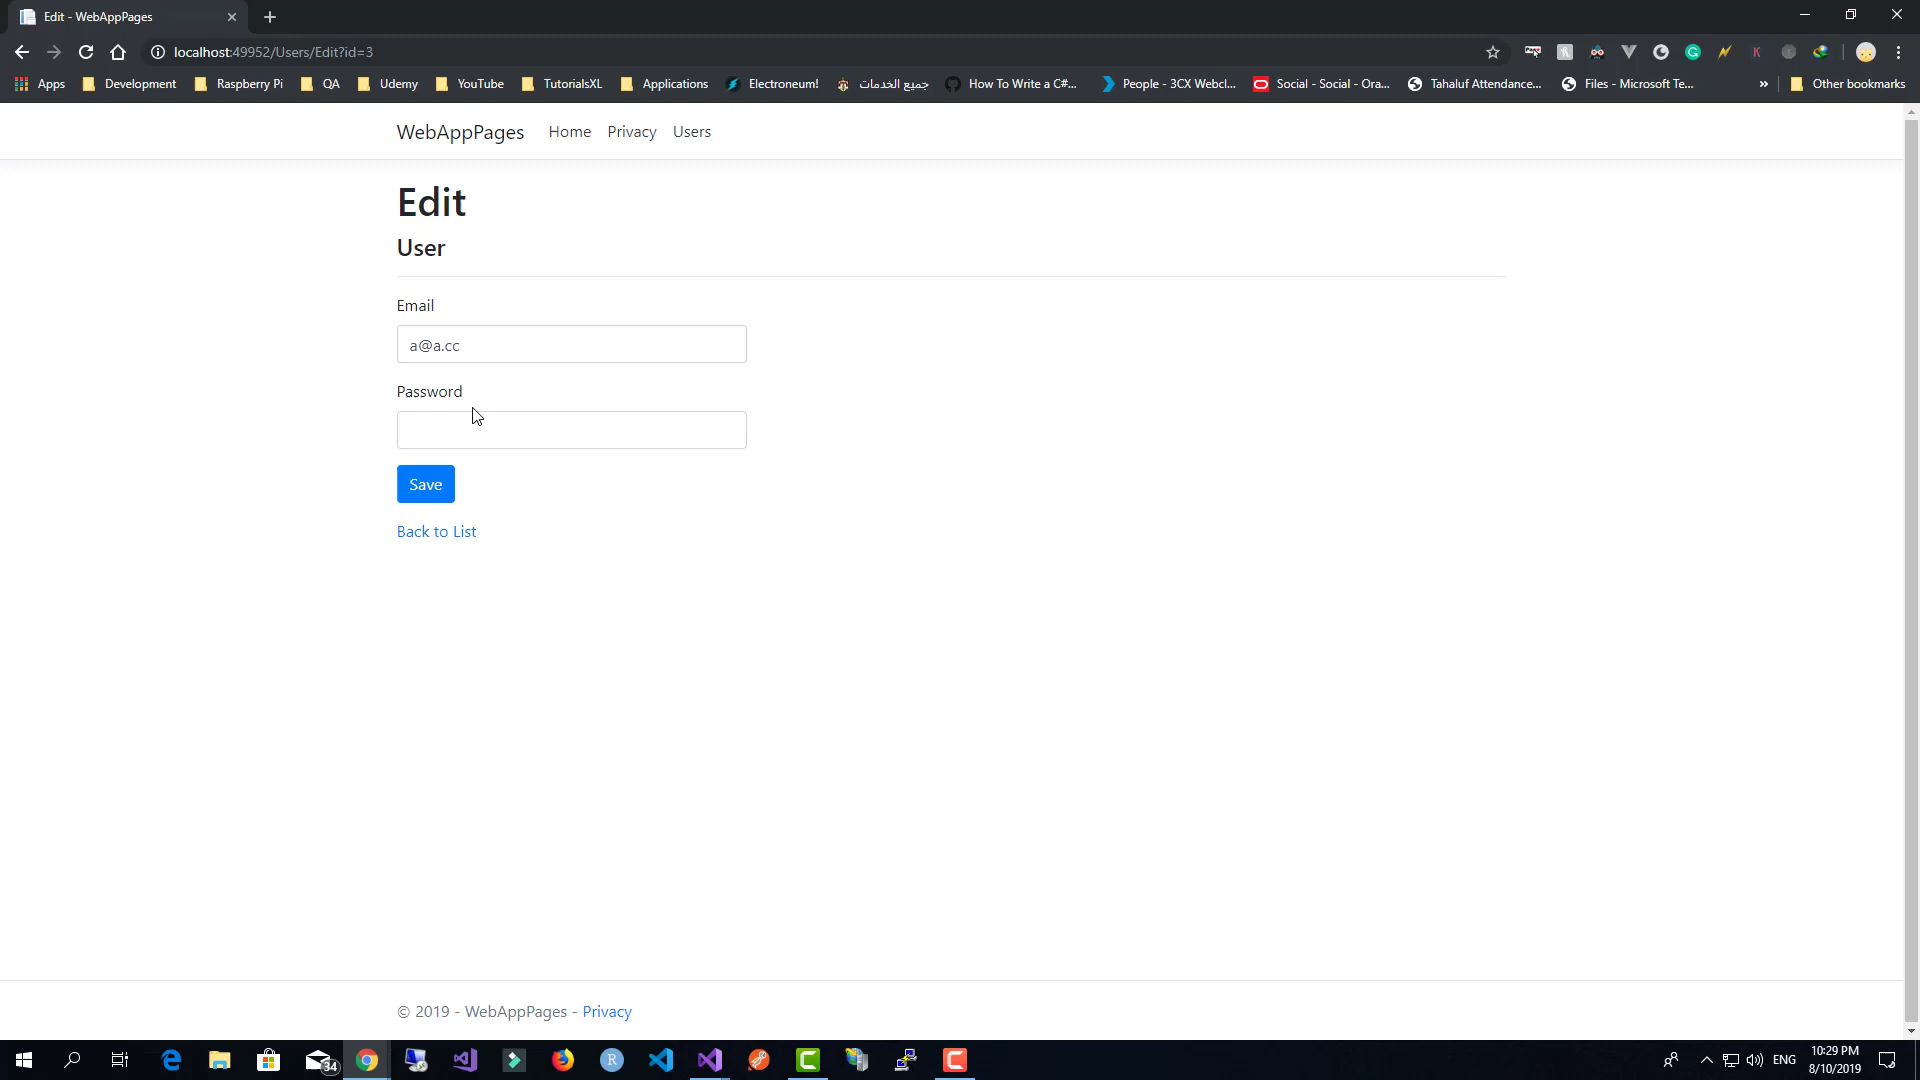 Edit - WebAppPages
localhost:49952/Users/Edit?id=3
Apps Development Raspberry Pi QA Udemy YouTube TutorialsXL Applications Electroneum! جميع الخدمات How To Write a C#... People - 3CX Webcl... Social - Social - Ora... Tahaluf Attendance... Files - Microsoft Te... » Other bookmarks
WebAppPages Home Privacy Users
Edit
User
Email
a@a.cc
Password
Save
Back to List
© 2019 - WebAppPages - Privacy
34
ENG
10:29 PM
8/10/2019